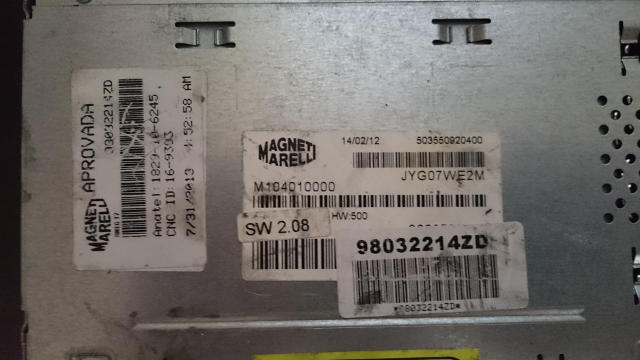 MAGNETI
MARELLI
APROVADA
98032214ZD
Anatel:1829-10-6245
CNC ID:16-9393
7/31/2013 4:52:58 AM
MAGNETI
MARELLI
14/02/12
503550920400
JYG07WE2M
M104010000
HW:500
SW 2.08
98032214ZD
*98032214ZD*